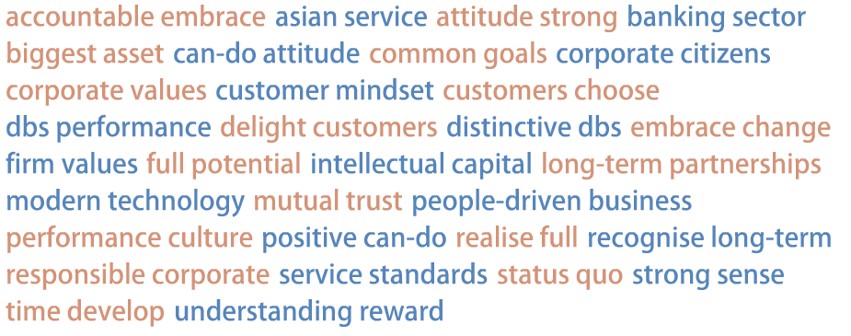 accountable embrace asian service attitude strong banking sector
biggest asset can-do attitude common goals corporate citizens
corporate values customer mindset customers choose
dbs performance delight customers distinctive dbs embrace change
firm values full potential intellectual capital long-term partnerships
modern technology mutual trust people-driven business
performance culture positive can-do realise full recognise long-term
responsible corporate service standards status quo strong sense
time develop understanding reward